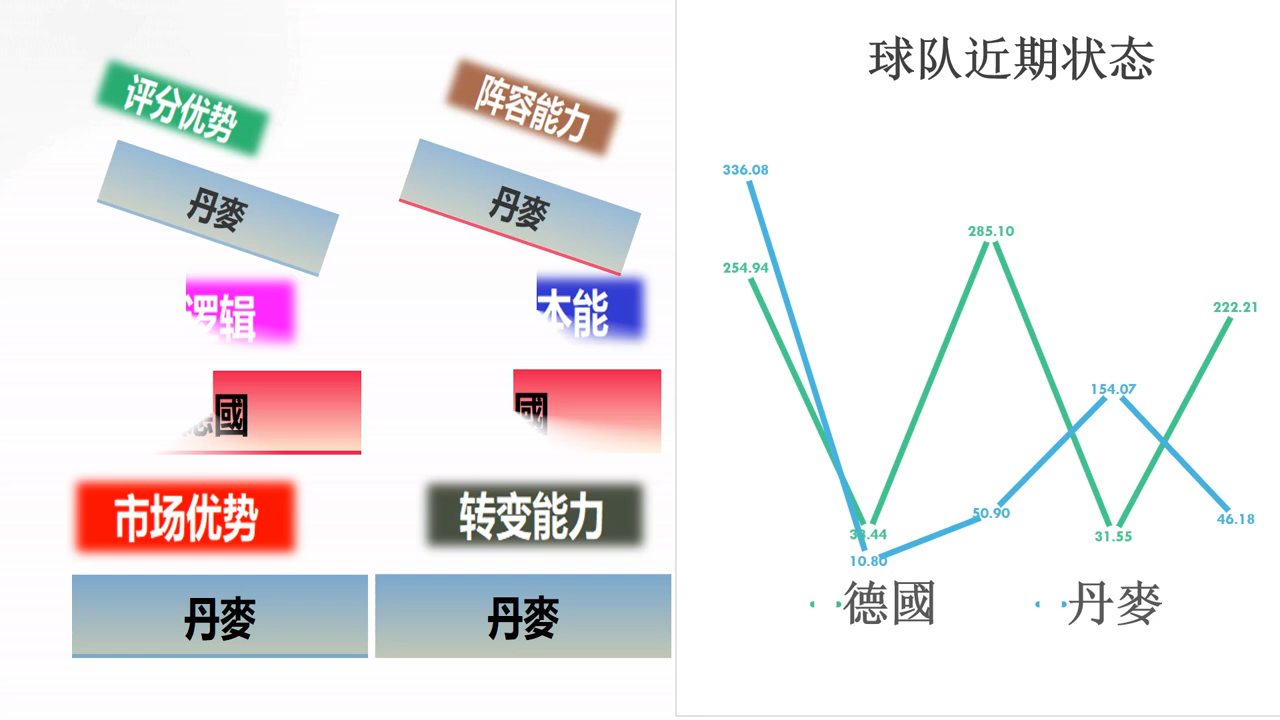 评分优势
阵容能力
丹麥
丹麥
逻辑
本能
國
國
市场优势
转变能力
丹麥
丹麥
球队近期状态
336.08
254.94
285.10
222.21
154.07
50.90
46.18
31.55
10.80
德國
丹麥